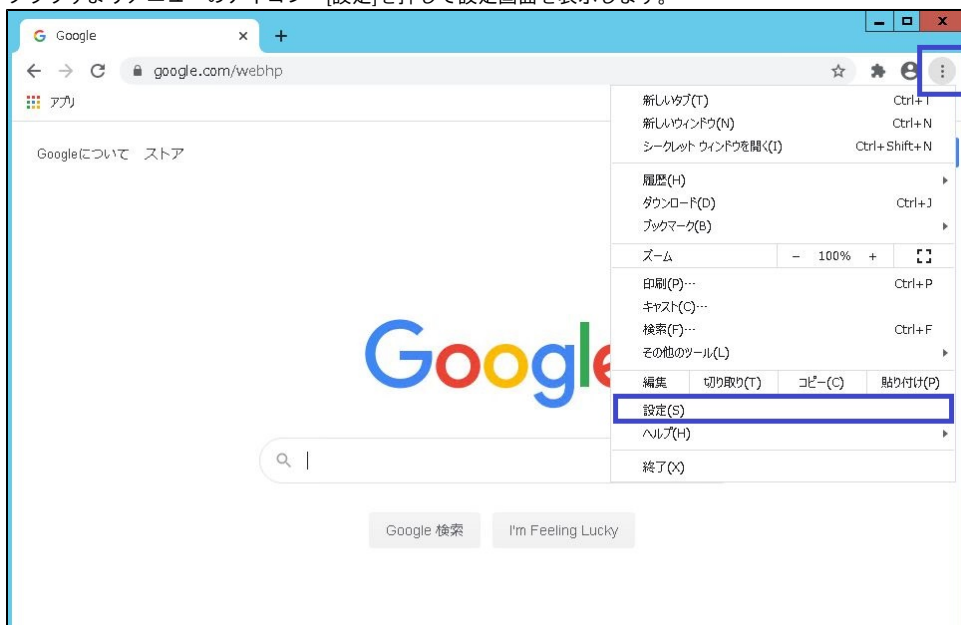 Google
google.com/webhp
アプリ
Googleについて ストア
新しいタブ(T) Ctrl+T
新しいウィンドウ(N) Ctrl+N
シークレット ウィンドウを開く(I) Ctrl+Shift+N
履歴(H)
ダウンロード(D) Ctrl+J
ブックマーク(B)
ズーム - 100% +
印刷(P)…
Ctrl+P
キャスト(C)…
検索(F)… Ctrl+F
その他のツール(L)
編集 切り取り(T) コピー(C) 貼り付け(P)
設定(S)
ヘルプ(H)
終了(X)
Google
Google 検索 I'm Feeling Lucky